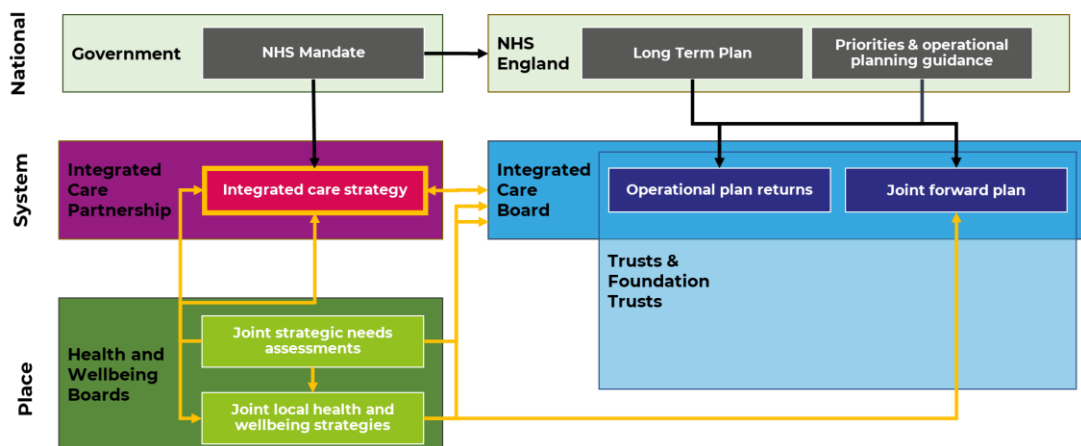 National
Government
NHS Mandate
NHS
England
Long Term Plan
Priorities & operational
planning guidance
System
Integrated
Care
Partnership
Integrated care strategy
Integrated
Care
Board
Operational plan returns
Joint forward plan
Trusts &
Foundation
Trusts
Place
Health and
Wellbeing
Boards
Joint strategic needs
assessments
Joint local health and
wellbeing strategies